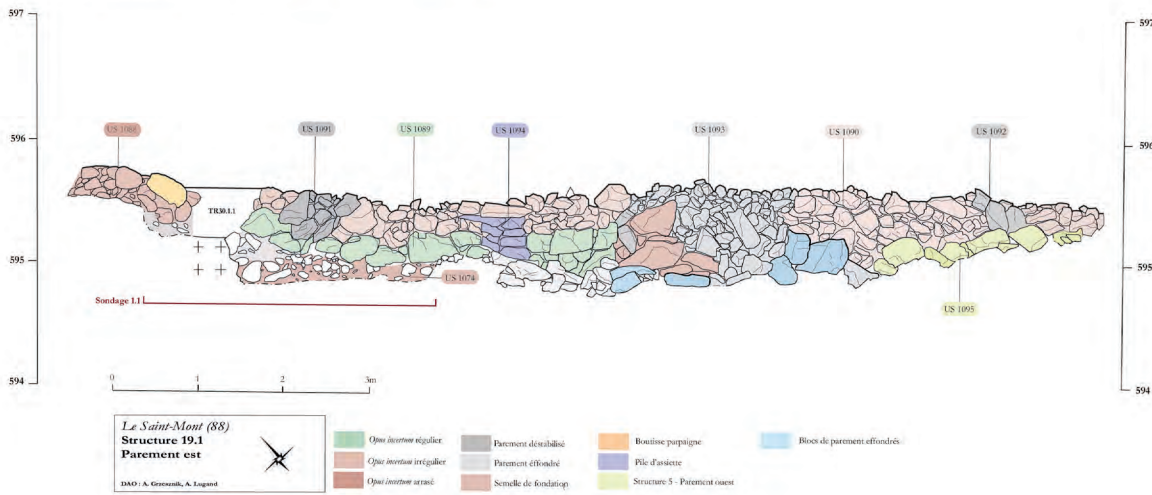 597
597
596
596
US 1088
US 1091
US 1089
US 1094
US 1093
US 1090
US 1092
TR30.1.1
595
595
US 1074
Sondage 1.1
US 1095
594
594
0 1 2 3m
Le Saint-Mont (88)
Structure 19.1
Parement est
DAO : A. Grzesznik, A. Lugand
Opus incertum régulier
Opus incertum irrégulier
Opus incertum arrasé
Parement déstabilisé
Parement éffondré
Semelle de fondation
Boutisse parpaigne
Pile d'assiette
Structure 5 - Parement ouest
Blocs de parement effondrés